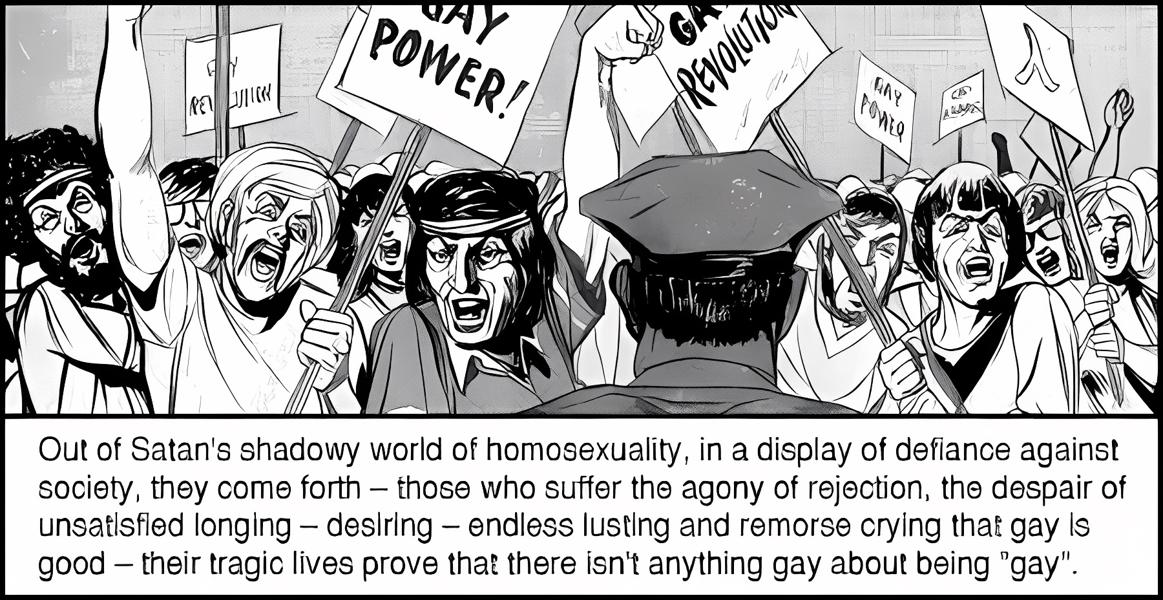 GAY
POWER!
GAY
REVOLUTION
GAY
POWER
λ
Out of Satan's shadowy world of homosexuality, in a display of defiance against
society, they come forth – those who suffer the agony of rejection, the despair of
unsatisfied longing – desiring – endless lusting and remorse crying that gay is
good – their tragic lives prove that there isn't anything gay about being "gay".